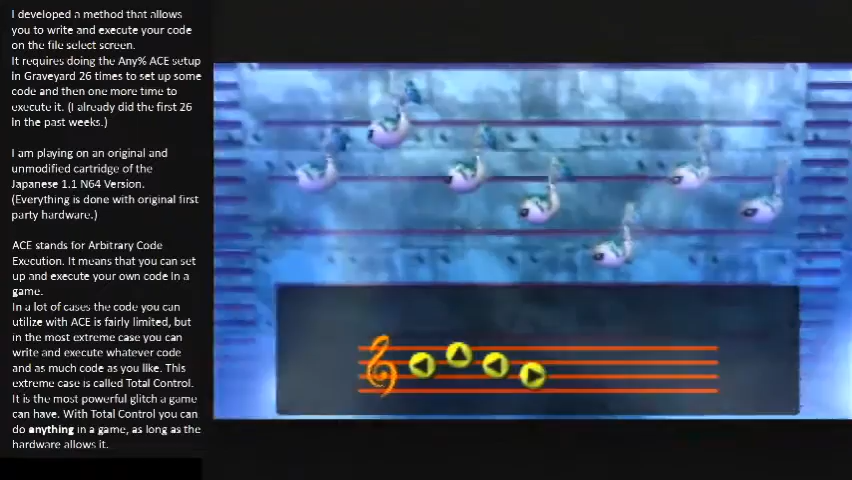 I developed a method that allows
you to write and execute your code
on the file select screen.
It requires doing the Any% ACE setup
in Graveyard 26 times to set up some
code and then one more time to
execute it. (I already did the first 26
in the past weeks.)
I am playing on an original and
unmodified cartridge of the
Japanese 1.1 N64 Version.
(Everything is done with original first
party hardware.)
ACE stands for Arbitrary Code
Execution. It means that you can set
up and execute your own code in a
game.
In a lot of cases the code you can
utilize with ACE is fairly limited, but
in the most extreme case you can
write and execute whatever code
and as much code as you like. This
extreme case is called Total Control.
It is the most powerful glitch a game
can have. With Total Control you can
do anything in a game, as long as the
hardware allows it.